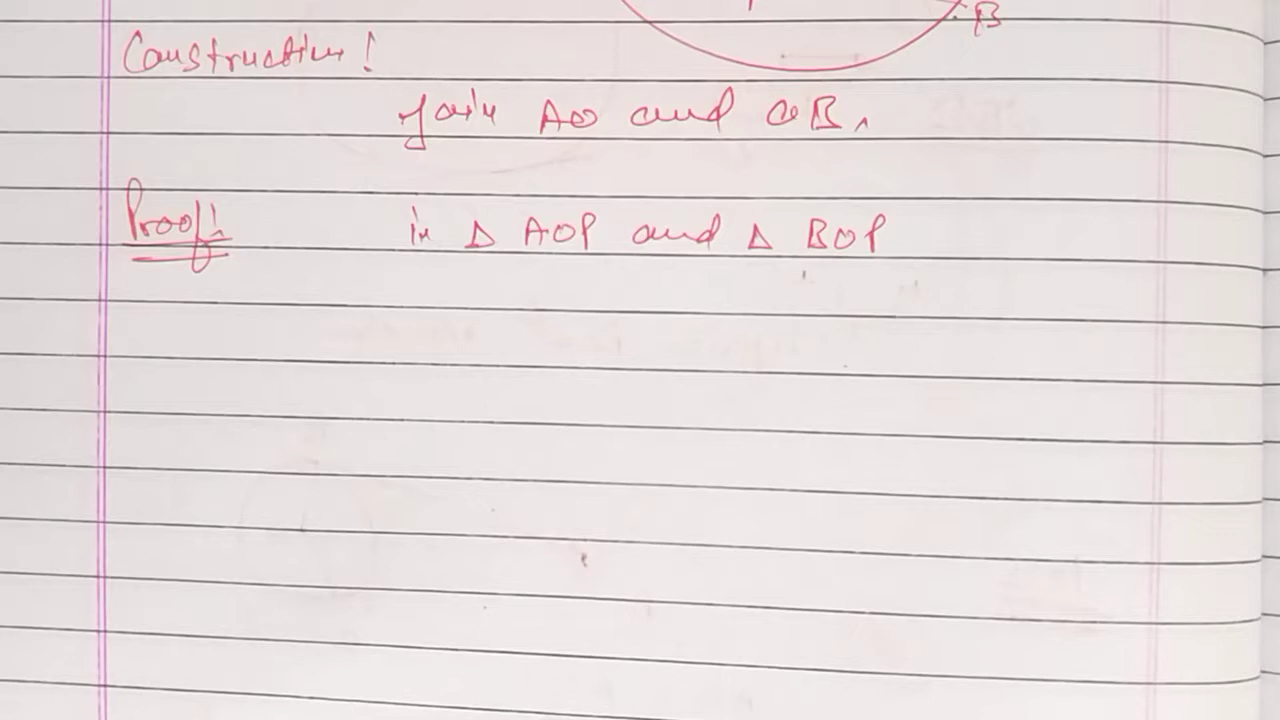 B
Construction:
Join AO and OB.
Proof: in Δ AOP and Δ BOP